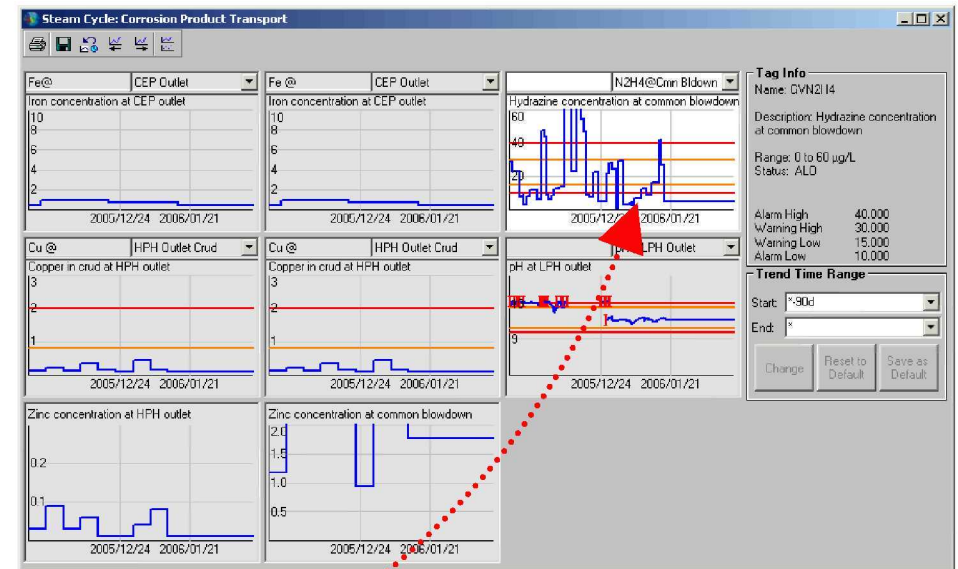 Steam Cycle: Corrosion Product Transport
Fe@ CEP Outlet
Iron concentration at CEP outlet
10
8
6
4
2
2005/12/24 2006/01/21
Fe @ CEP Outlet
Iron concentration at CEP outlet
10
8
6
4
2
2005/12/24 2006/01/21
N2H4@Cmn Bldown
Hydrazine concentration at common blowdown
60
40
20
2006/01/21
Tag Info
Name:
Description: Hydrazine concentration
at common blowdown
Range: 0 to 60 µg/L
Status:
Alarm High 40.000
Warning High 30.000
Warning Low 15.000
Alarm Low 10.000
Cu @ HPH Outlet Crud
Copper in crud at HPH outlet
3
2
1
2005/12/24 2006/01/21
Cu @ HPH Outlet Crud
Copper in crud at HPH outlet
3
2
1
2005/12/24 2006/01/21
LPH Outlet
pH at LPH outlet
9
2005/12/24 2006/01/21
Trend Time Range
Start: *-90d
End: *
Change
Reset to
Default
Save as
Default
Zinc concentration at HPH outlet
0.2
0.1
2005/12/24 2006/01/21
Zinc concentration at common blowdown
2.0
1.5
1.0
0.5
2005/12/24 2006/01/21